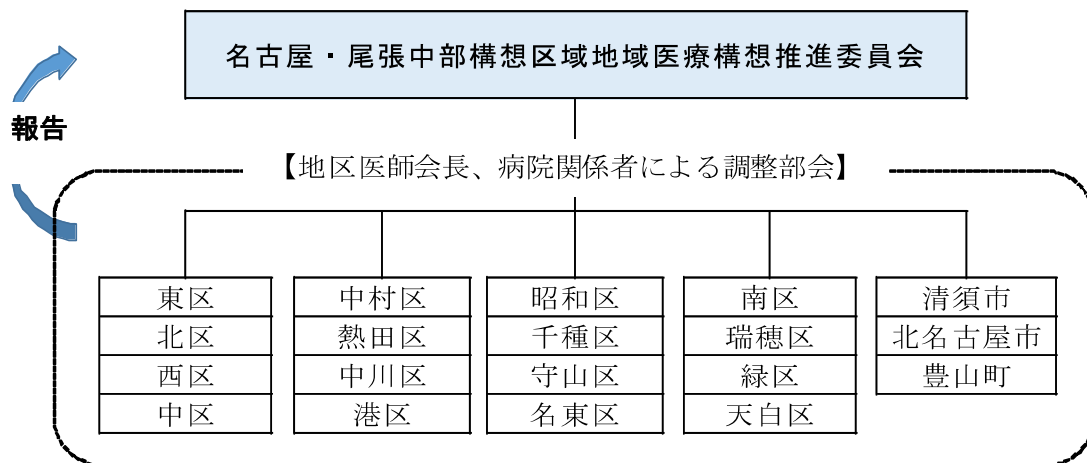 名古屋・尾張中部構想区域地域医療構想推進委員会
報告
【地区医師会長、病院関係者による調整部会】
東区
北区
西区
中区
中村区
熱田区
中川区
港区
昭和区
千種区
守山区
名東区
南区
瑞穂区
緑区
天白区
清須市
北名古屋市
豊山町